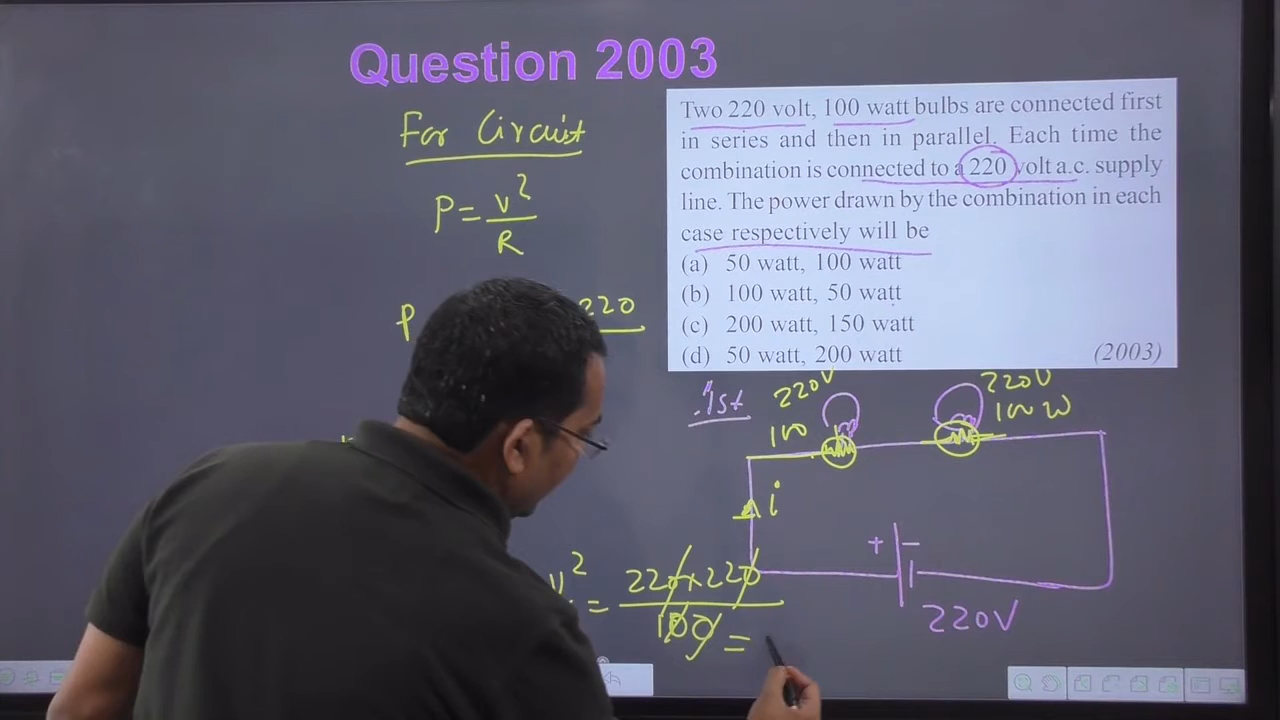 Question 2003
For Circuit
P = V²
R
P
220
Two 220 volt, 100 watt bulbs are connected first
in series and then in parallel. Each time the
combination is connected to a 220 volt a.c. supply
line. The power drawn by the combination in each
case respectively will be
(a) 50 watt, 100 watt
(b) 100 watt, 50 watt
(c) 200 watt, 150 watt
(d) 50 watt, 200 watt
(2003)
1st
220V
100
220V
100 W
i
+ -
220V
V² = 220×220
100 =